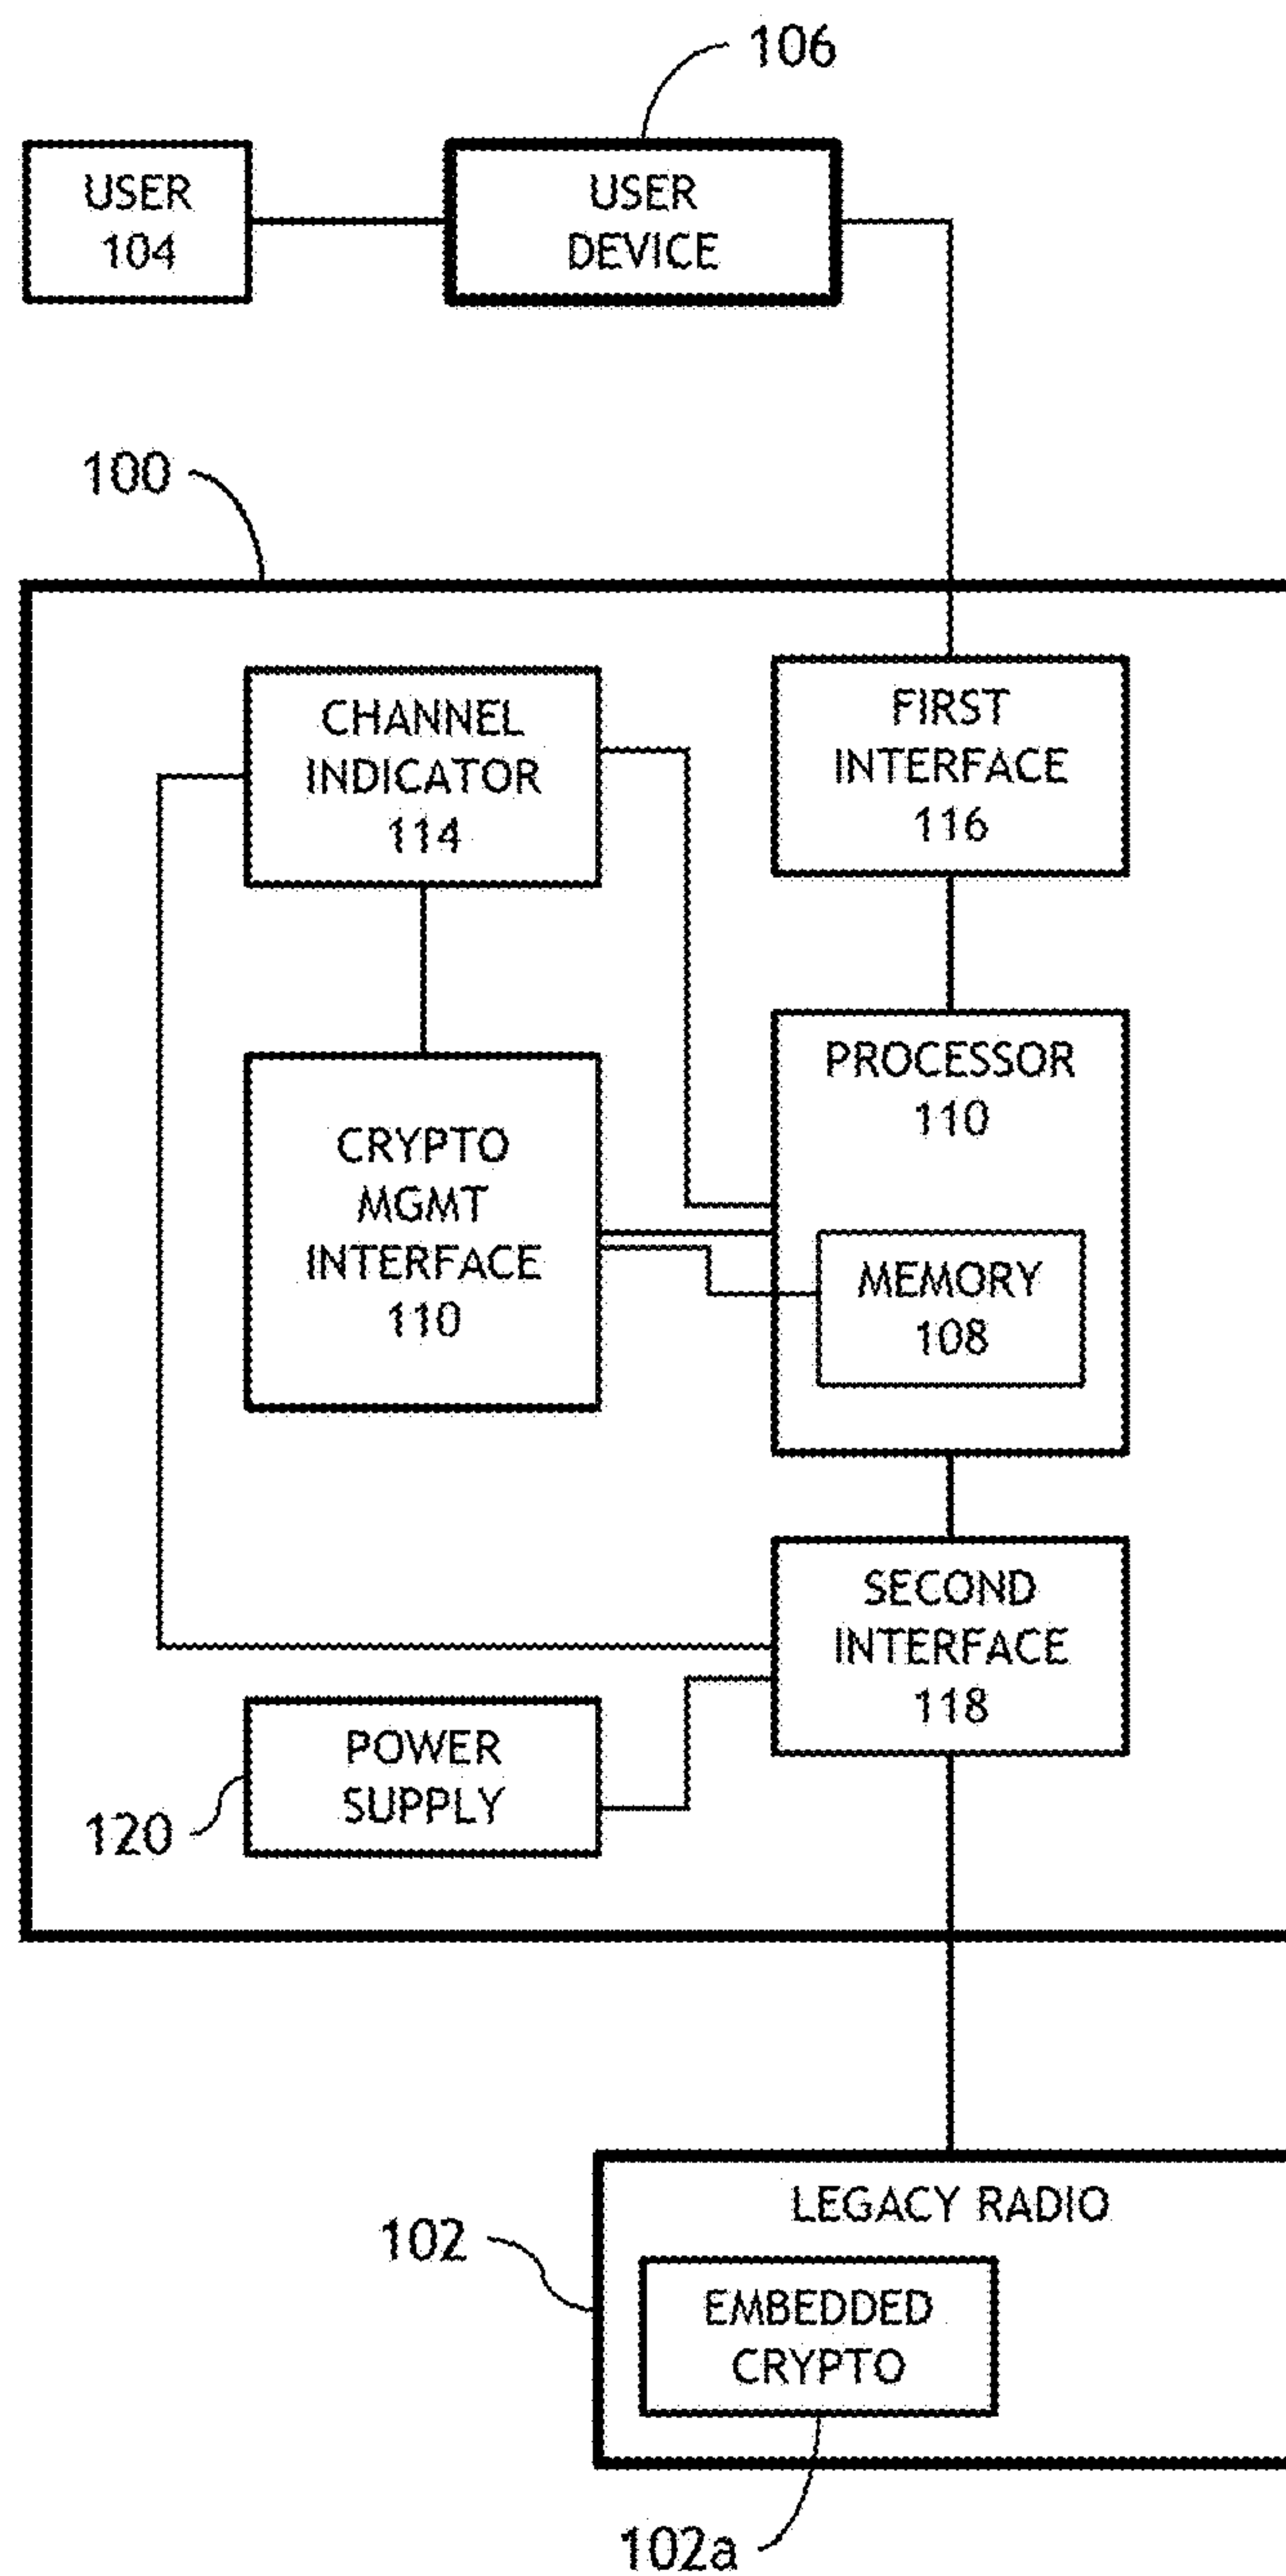 106
USER
104
USER
DEVICE
100
CHANNEL
INDICATOR
114
FIRST
INTERFACE
116
CRYPTO
MGMT
INTERFACE
110
PROCESSOR
110
MEMORY
108
SECOND
INTERFACE
118
POWER
SUPPLY
120
LEGACY RADIO
102
EMBEDDED
CRYPTO
102a